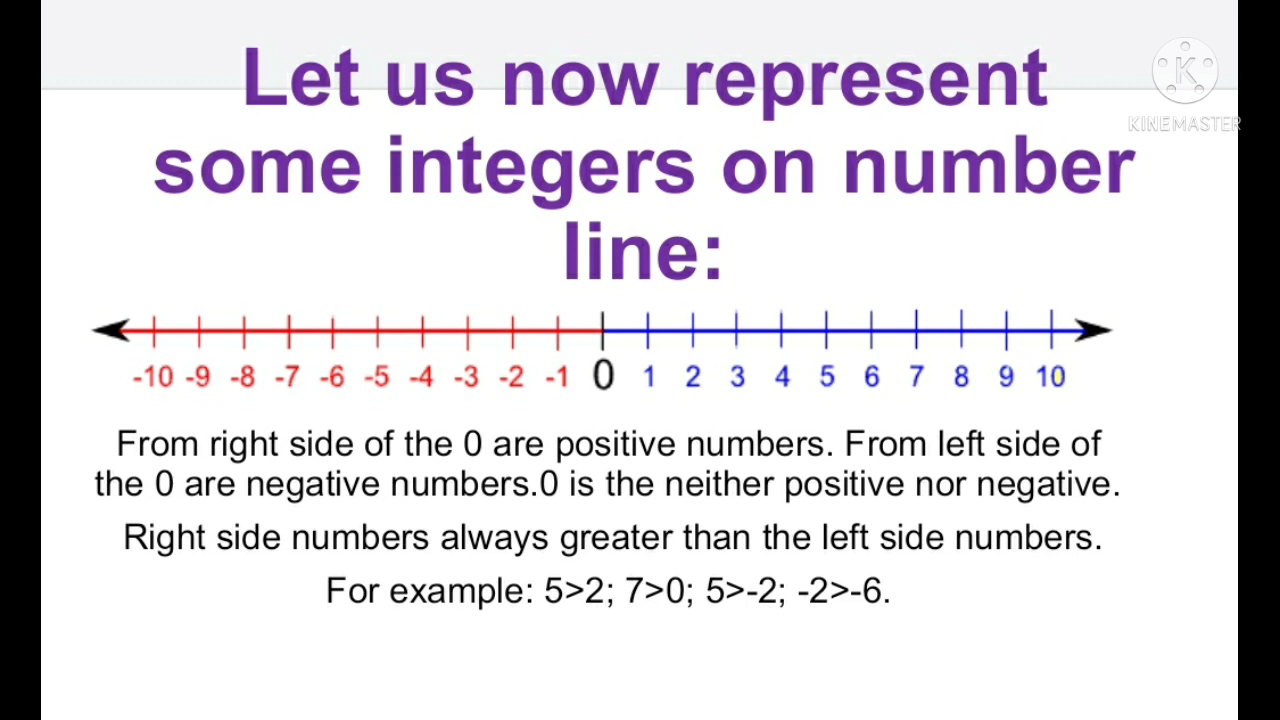 Let us now represent
some integers on number
line:
K
KINEMASTER
-10 -9 -8 -7 -6 -5 -4 -3 -2 -1 0 1 2 3 4 5 6 7 8 9 10
From right side of the 0 are positive numbers. From left side of
the 0 are negative numbers.0 is the neither positive nor negative.
Right side numbers always greater than the left side numbers.
For example: 5>2; 7>0; 5>-2; -2>-6.